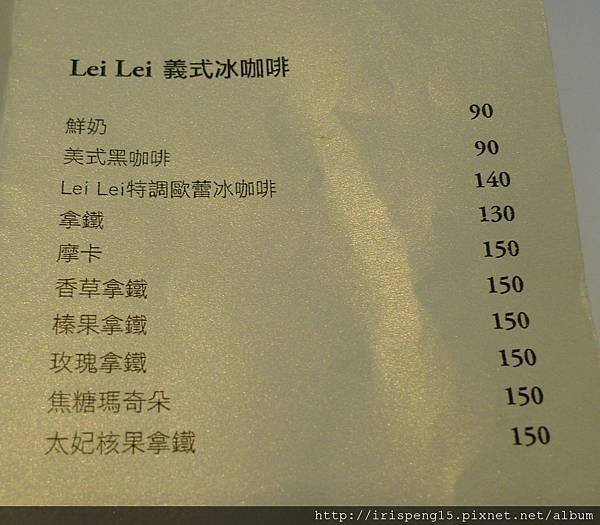 Lei Lei 義式冰咖啡
鮮奶 90
美式黑咖啡 90
Lei Lei特調歐蕾冰咖啡 140
拿鐵 130
摩卡 150
香草拿鐵 150
榛果拿鐵 150
玫瑰拿鐵 150
焦糖瑪奇朵 150
太妃核果拿鐵 150
http://irispeng15.pixnet.net/album